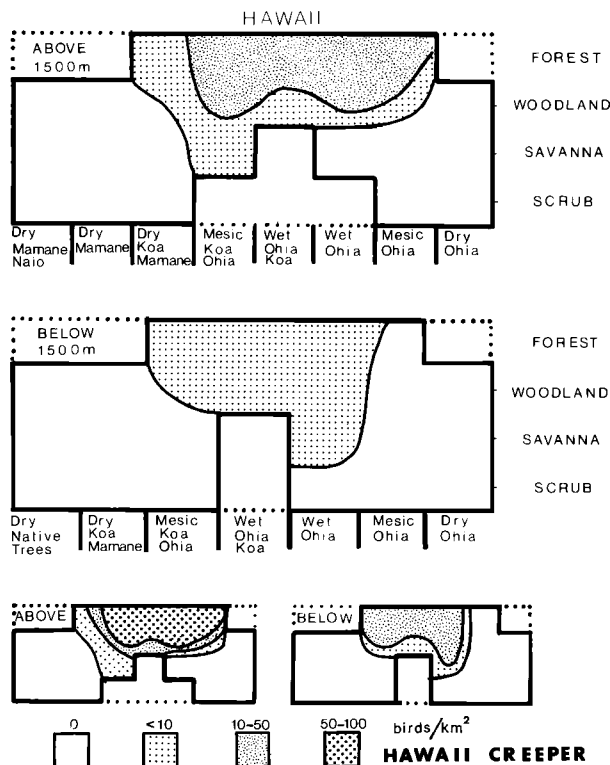 HAWAII
ABOVE
1500m
FOREST
WOODLAND
SAVANNA
SCRUB
Dry Mamane Naio
Dry Mamane
Dry Koa Mamane
Mesic Koa Ohia
Wet Ohia Koa
Wet Ohia
Mesic Ohia
Dry Ohia
BELOW
1500m
FOREST
WOODLAND
SAVANNA
SCRUB
Dry Native Trees
Dry Koa Mamane
Mesic Koa Ohia
Wet Ohia Koa
Wet Ohia
Mesic Ohia
Dry Ohia
ABOVE
BELOW
0 <10 10-50 50-100 birds/km²
HAWAII CREEPER